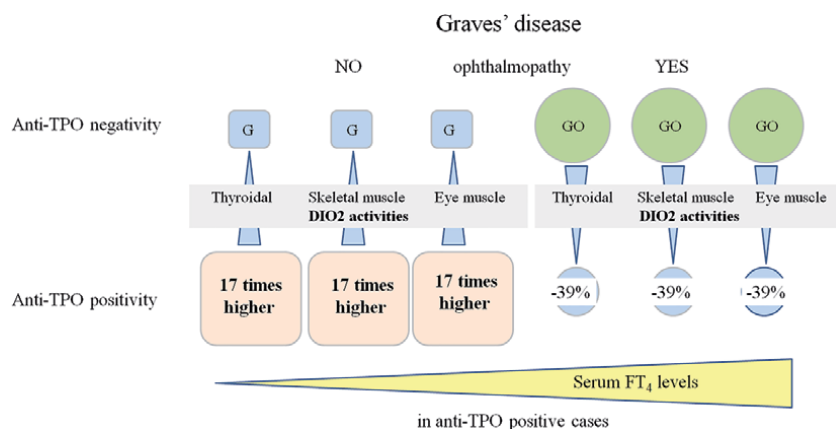 Graves’ disease
NO ophthalmopathy YES
Anti-TPO negativity G G G GO GO GO
Thyroidal Skeletal muscle Eye muscle Thyroidal Skeletal muscle Eye muscle
DIO2 activities DIO2 activities
Anti-TPO positivity 17 times higher 17 times higher 17 times higher -39% -39% -39%
Serum FT₄ levels
in anti-TPO positive cases